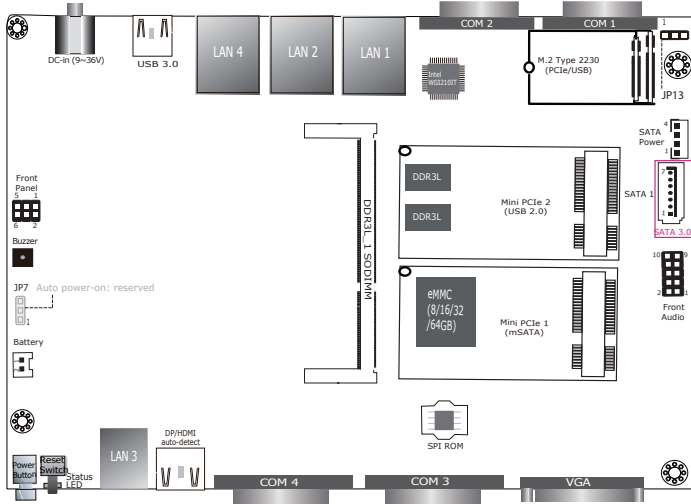 COM 2
COM 1
1
DC-in (9~36V)
USB 3.0
LAN 4
LAN 2
LAN 1
Intel
WGI210IT
M.2 Type 2230
(PCIe/USB)
JP13
4
SATA
Power
1
Front
Panel
5 1
6 2
DDR3L
DDR3L
Mini PCIe 2
(USB 2.0)
DDR3L_1 SODIMM
SATA 1
7
1
SATA 3.0
Buzzer
JP7 Auto power-on: reserved
1
eMMC
(8/16/32
/64GB)
Mini PCIe 1
(mSATA)
10 9
2 1
Front
Audio
Battery
1
2
SPI ROM
LAN 3
DP/HDMI
auto-detect
Power
Button
Reset
Switch
Status
LED
COM 4
COM 3
VGA